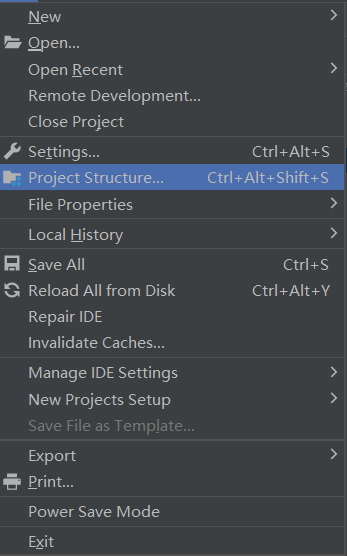 New
Open...
Open Recent
Remote Development...
Close Project
Settings... Ctrl+Alt+S
Project Structure... Ctrl+Alt+Shift+S
File Properties
Local History
Save All Ctrl+S
Reload All from Disk Ctrl+Alt+Y
Repair IDE
Invalidate Caches...
Manage IDE Settings
New Projects Setup
Save File as Template...
Export
Print...
Power Save Mode
Exit